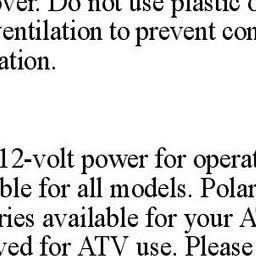 over. Do not use plastic o
ventilation to prevent con
ation.
12-volt power for operat
ble for all models. Polar
ries available for your A
ved for ATV use. Please